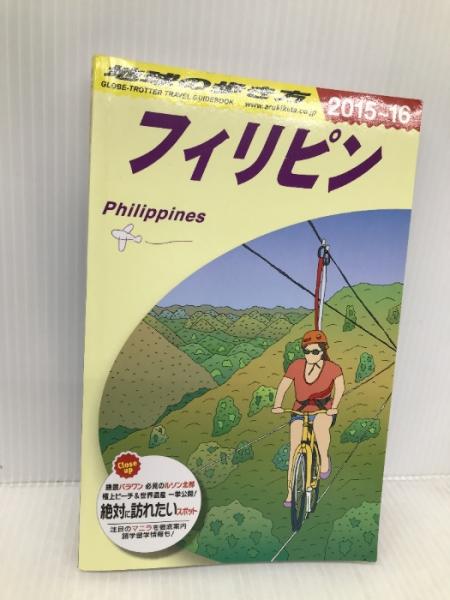 地球の歩き方
GLOBE-TROTTER TRAVEL GUIDEBOOK
www.arukikata.co.jp
2015~16
フィリピン
Philippines
Close up
珠玉パラワン 必見のルソン北部
極上ビーチ&世界遺産 一挙公開!
絶対に訪れたいスポット
注目のマニラを徹底案内
語学留学情報も!